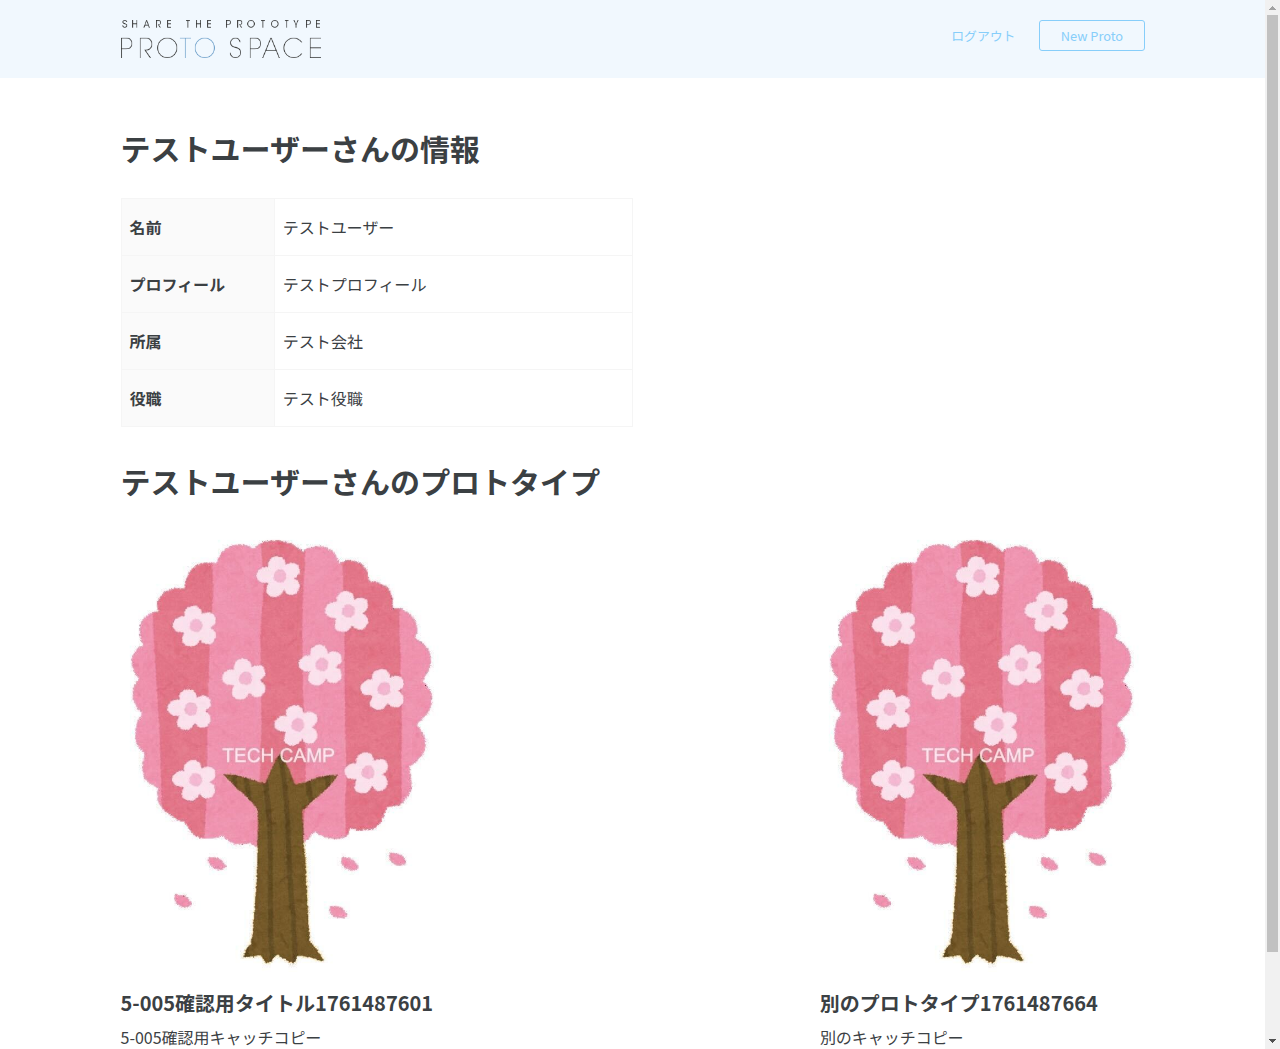 SHARE THE PROTOTYPE
PROTO SPACE
ログアウト
New Proto
テストユーザーさんの情報
名前 テストユーザー
プロフィール テストプロフィール
所属 テスト会社
役職 テスト役職
テストユーザーさんのプロトタイプ
TECH CAMP
TECH CAMP
5-005確認用タイトル1761487601
5-005確認用キャッチコピー
別のプロトタイプ1761487664
別のキャッチコピー